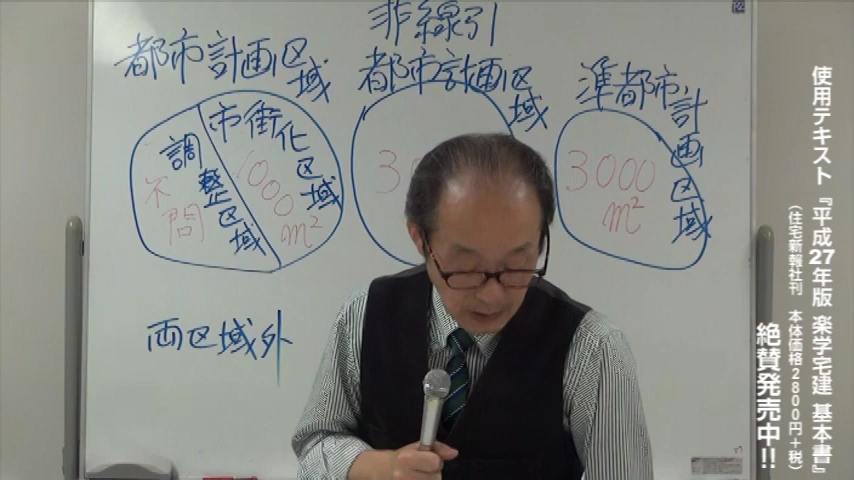 都市計画区域
市街化区域
1000
m²
調整区域
不問
非線引
都市計画区域
3
準都市計画区域
3000
m²
両区域外
使用テキスト『平成27年版 楽学宅建 基本書』
(住宅新報社刊 本体価格2800円+税)
絶賛発売中!!